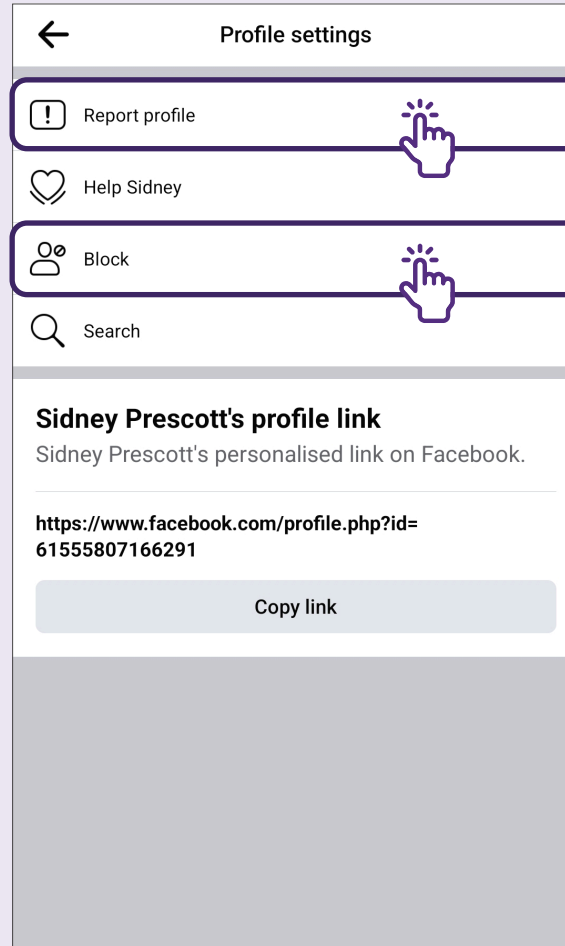 Profile settings
Report profile
Help Sidney
Block
Search
Sidney Prescott's profile link
Sidney Prescott's personalised link on Facebook.
https://www.facebook.com/profile.php?id=
61555807166291
Copy link